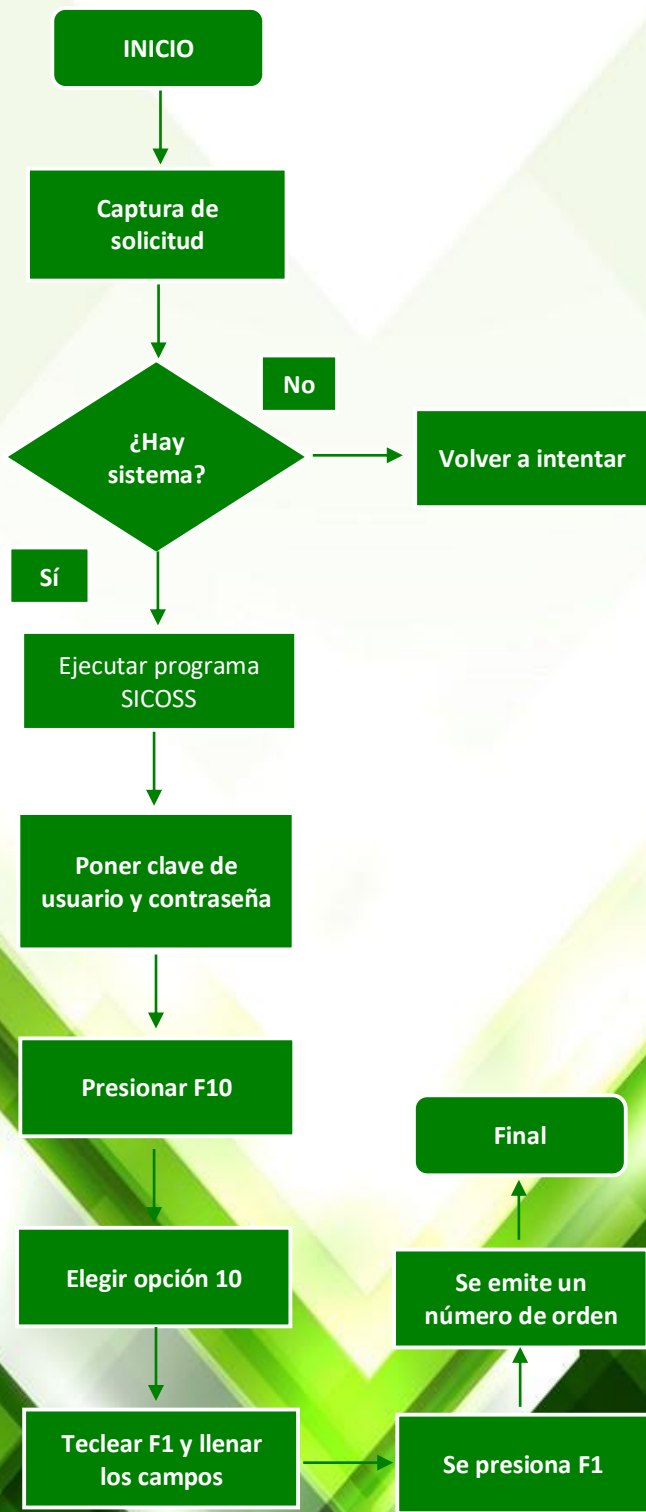 INICIO
Captura de
solicitud
No
¿Hay
sistema?
Volver a intentar
Sí
Ejecutar programa
SICOSS
Poner clave de
usuario y contraseña
Presionar F10
Elegir opción 10
Teclear F1 y llenar
los campos
Se presiona F1
Se emite un
número de orden
Final